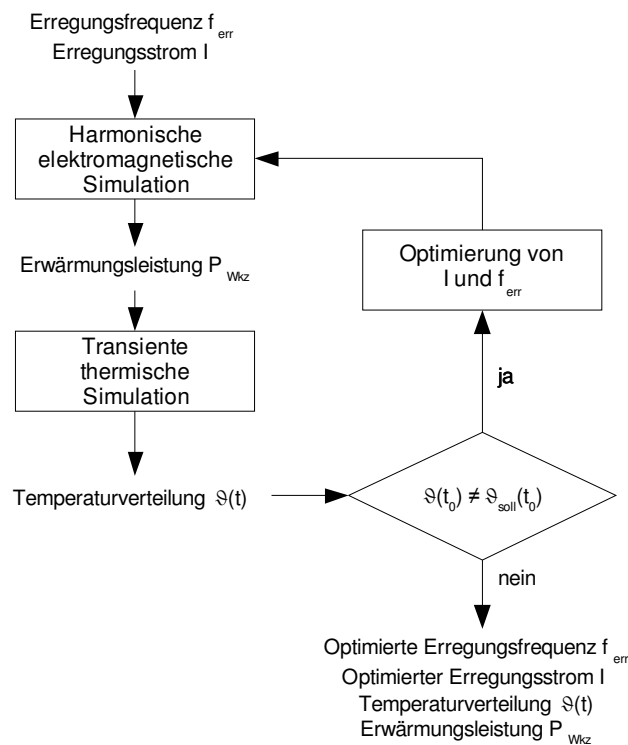 Erregungsfrequenz f err
Erregungsstrom I
Harmonische
elektromagnetische
Simulation
Erwärmungsleistung P Wkz
Optimierung von
I und f err
Transiente
thermische
Simulation
ja
Temperaturverteilung ϑ(t)
ϑ(t0) ≠ ϑsoll(t0)
nein
Optimierte Erregungsfrequenz f err
Optimierter Erregungsstrom I
Temperaturverteilung ϑ(t)
Erwärmungsleistung P Wkz